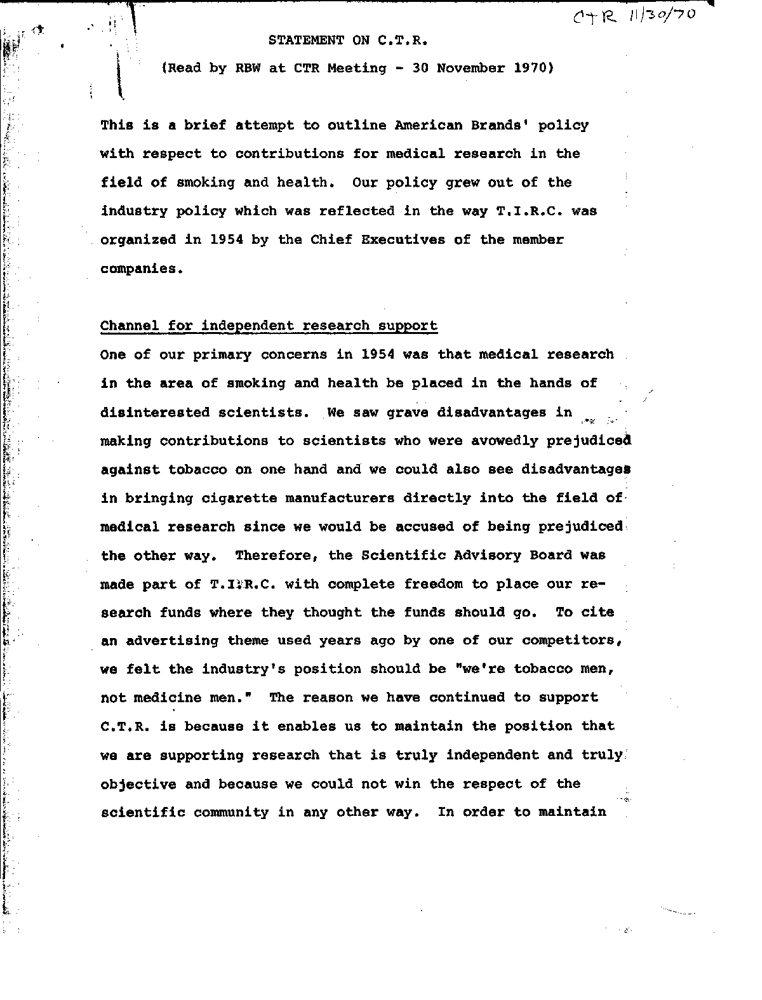 CTR 11/30/70
STATEMENT ON C.T.R.
(Read by RBW at CTR Meeting - 30 November 1970)
This is a brief attempt to outline American Brands' policy
with respect to contributions for medical research in the
field of smoking and health. Our policy grew out of the
industry policy which was reflected in the way T.I.R.C. was
organized in 1954 by the Chief Executives of the member
companies.
Channel for independent research support
One of our primary concerns in 1954 was that medical research
in the area of smoking and health be placed in the hands of
disinterested scientists. We saw grave disadvantages in
making contributions to scientists who were avowedly prejudiced
against tobacco on one hand and we could also see disadvantages
in bringing cigarette manufacturers directly into the field of
medical research since we would be accused of being prejudiced
the other way. Therefore, the Scientific Advisory Board was
made part of T.I.R.C. with complete freedom to place our re-
search funds where they thought the funds should go. To cite
an advertising theme used years ago by one of our competitors,
we felt the industry's position should be "we're tobacco men,
not medicine men." The reason we have continued to support
C.T.R. is because it enables us to maintain the position that
we are supporting research that is truly independent and truly
objective and because we could not win the respect of the
scientific community in any other way. In order to maintain